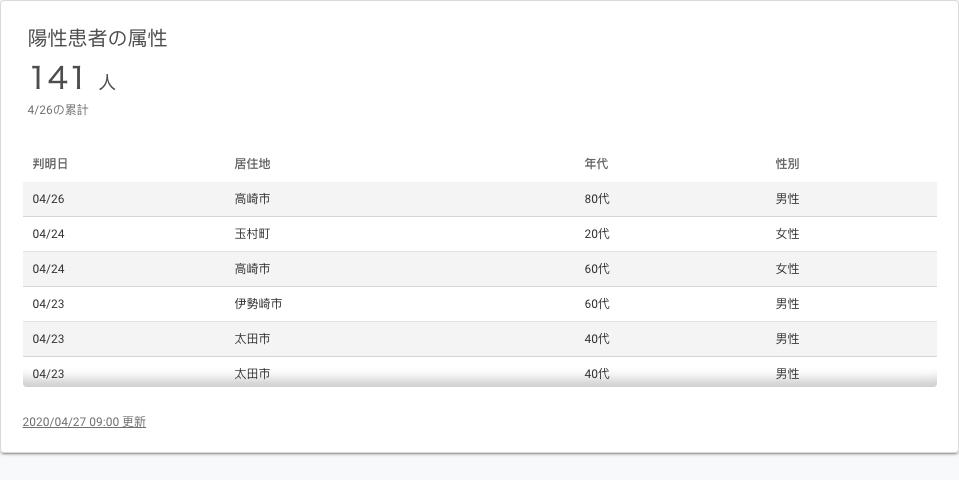 陽性患者の属性
141 人
4/26の累計
判明日 居住地 年代 性別
04/26 高崎市 80代 男性
04/24 玉村町 20代 女性
04/24 高崎市 60代 女性
04/23 伊勢崎市 60代 男性
04/23 太田市 40代 男性
04/23 太田市 40代 男性
2020/04/27 09:00 更新